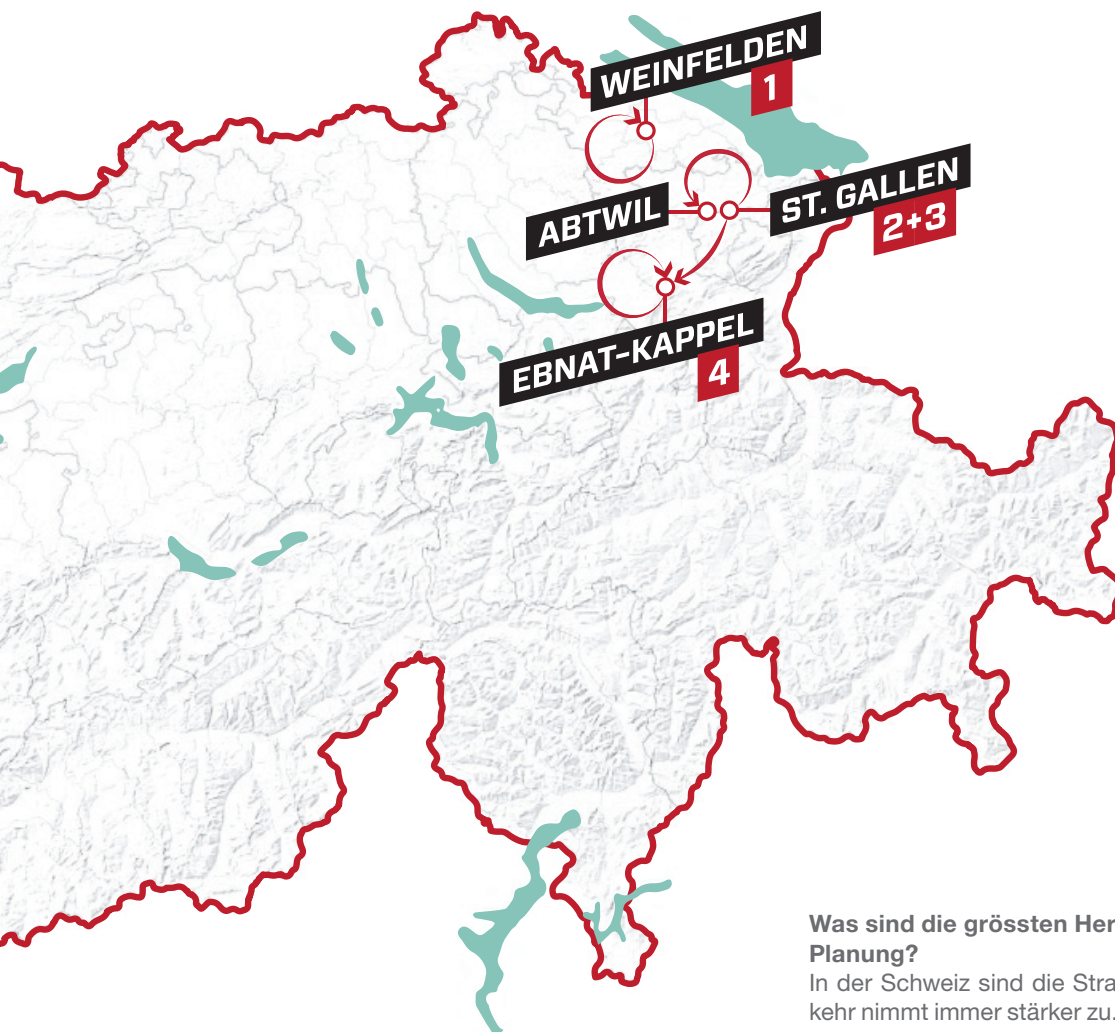 WEINFELDEN
1
ABTWIL
ST. GALLEN
2+3
EBNAT-KAPPEL
4
Was sind die grössten Her
Planung?
In der Schweiz sind die Stra
kehr nimmt immer stärker zu.